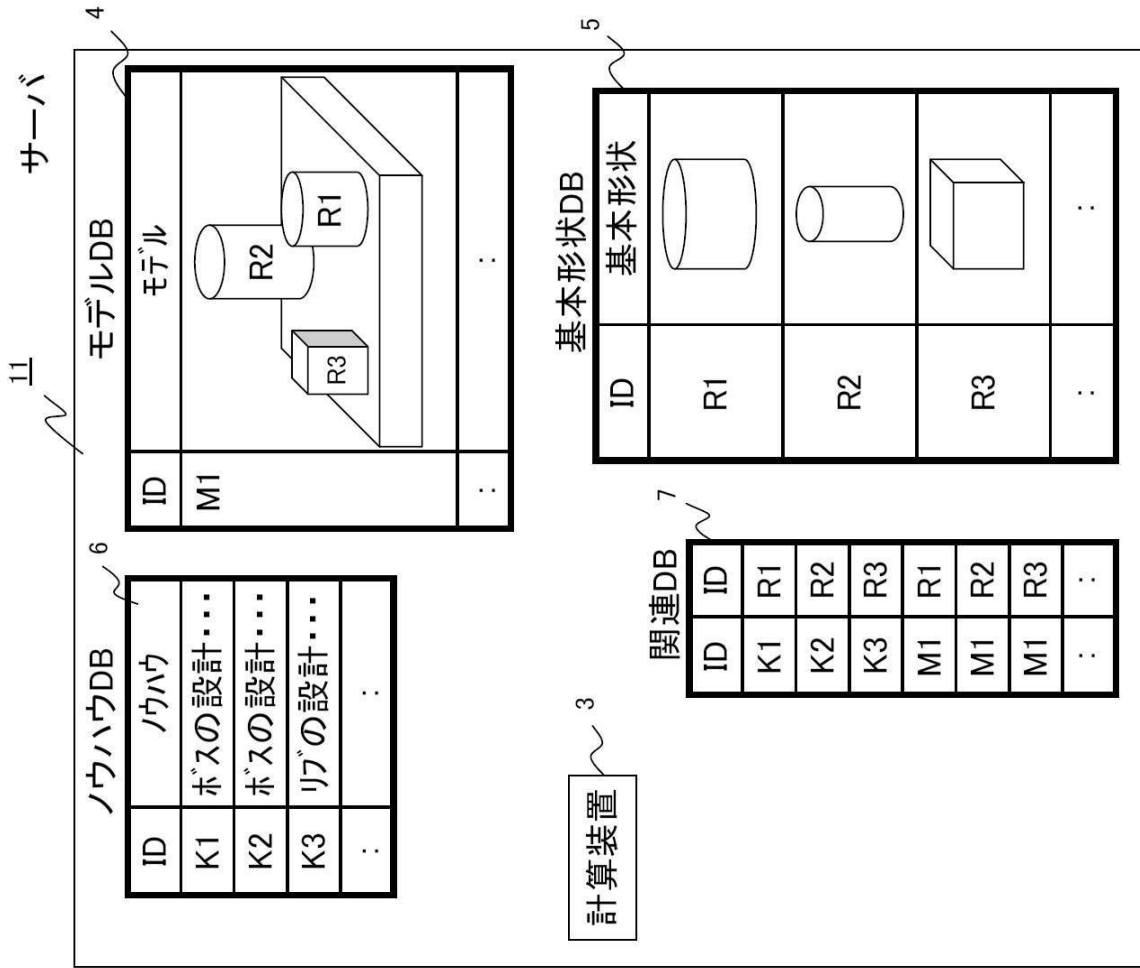 サーバ
11
ノウハウDB
6
ID ノウハウ
K1 ボスの設計・・・・
K2 ボスの設計・・・・
K3 リブの設計・・・
: :
モデルDB
4
ID モデル
M1
R2
R1
R3
: :
計算装置
3
関連DB
7
ID ID
K1 R1
K2 R2
K3 R3
M1 R1
M1 R2
M1 R3
: :
基本形状DB
5
ID 基本形状
R1
R2
R3
: :